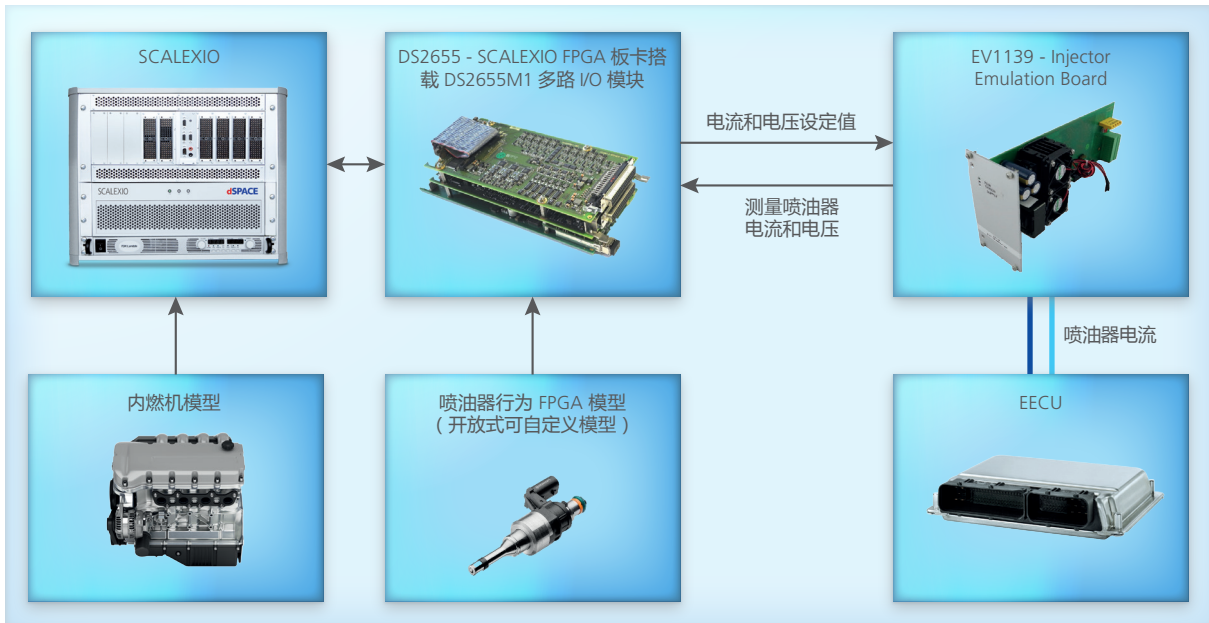 SCALEXIO
DS2655 - SCALEXIO FPGA 板卡搭
载 DS2655M1 多路 I/O 模块
EV1139 - Injector
Emulation Board
SCALEXIO
dSPACE
电流和电压设定值
测量喷油器
电流和电压
喷油器电流
内燃机模型
喷油器行为 FPGA 模型
（开放式可自定义模型）
EECU